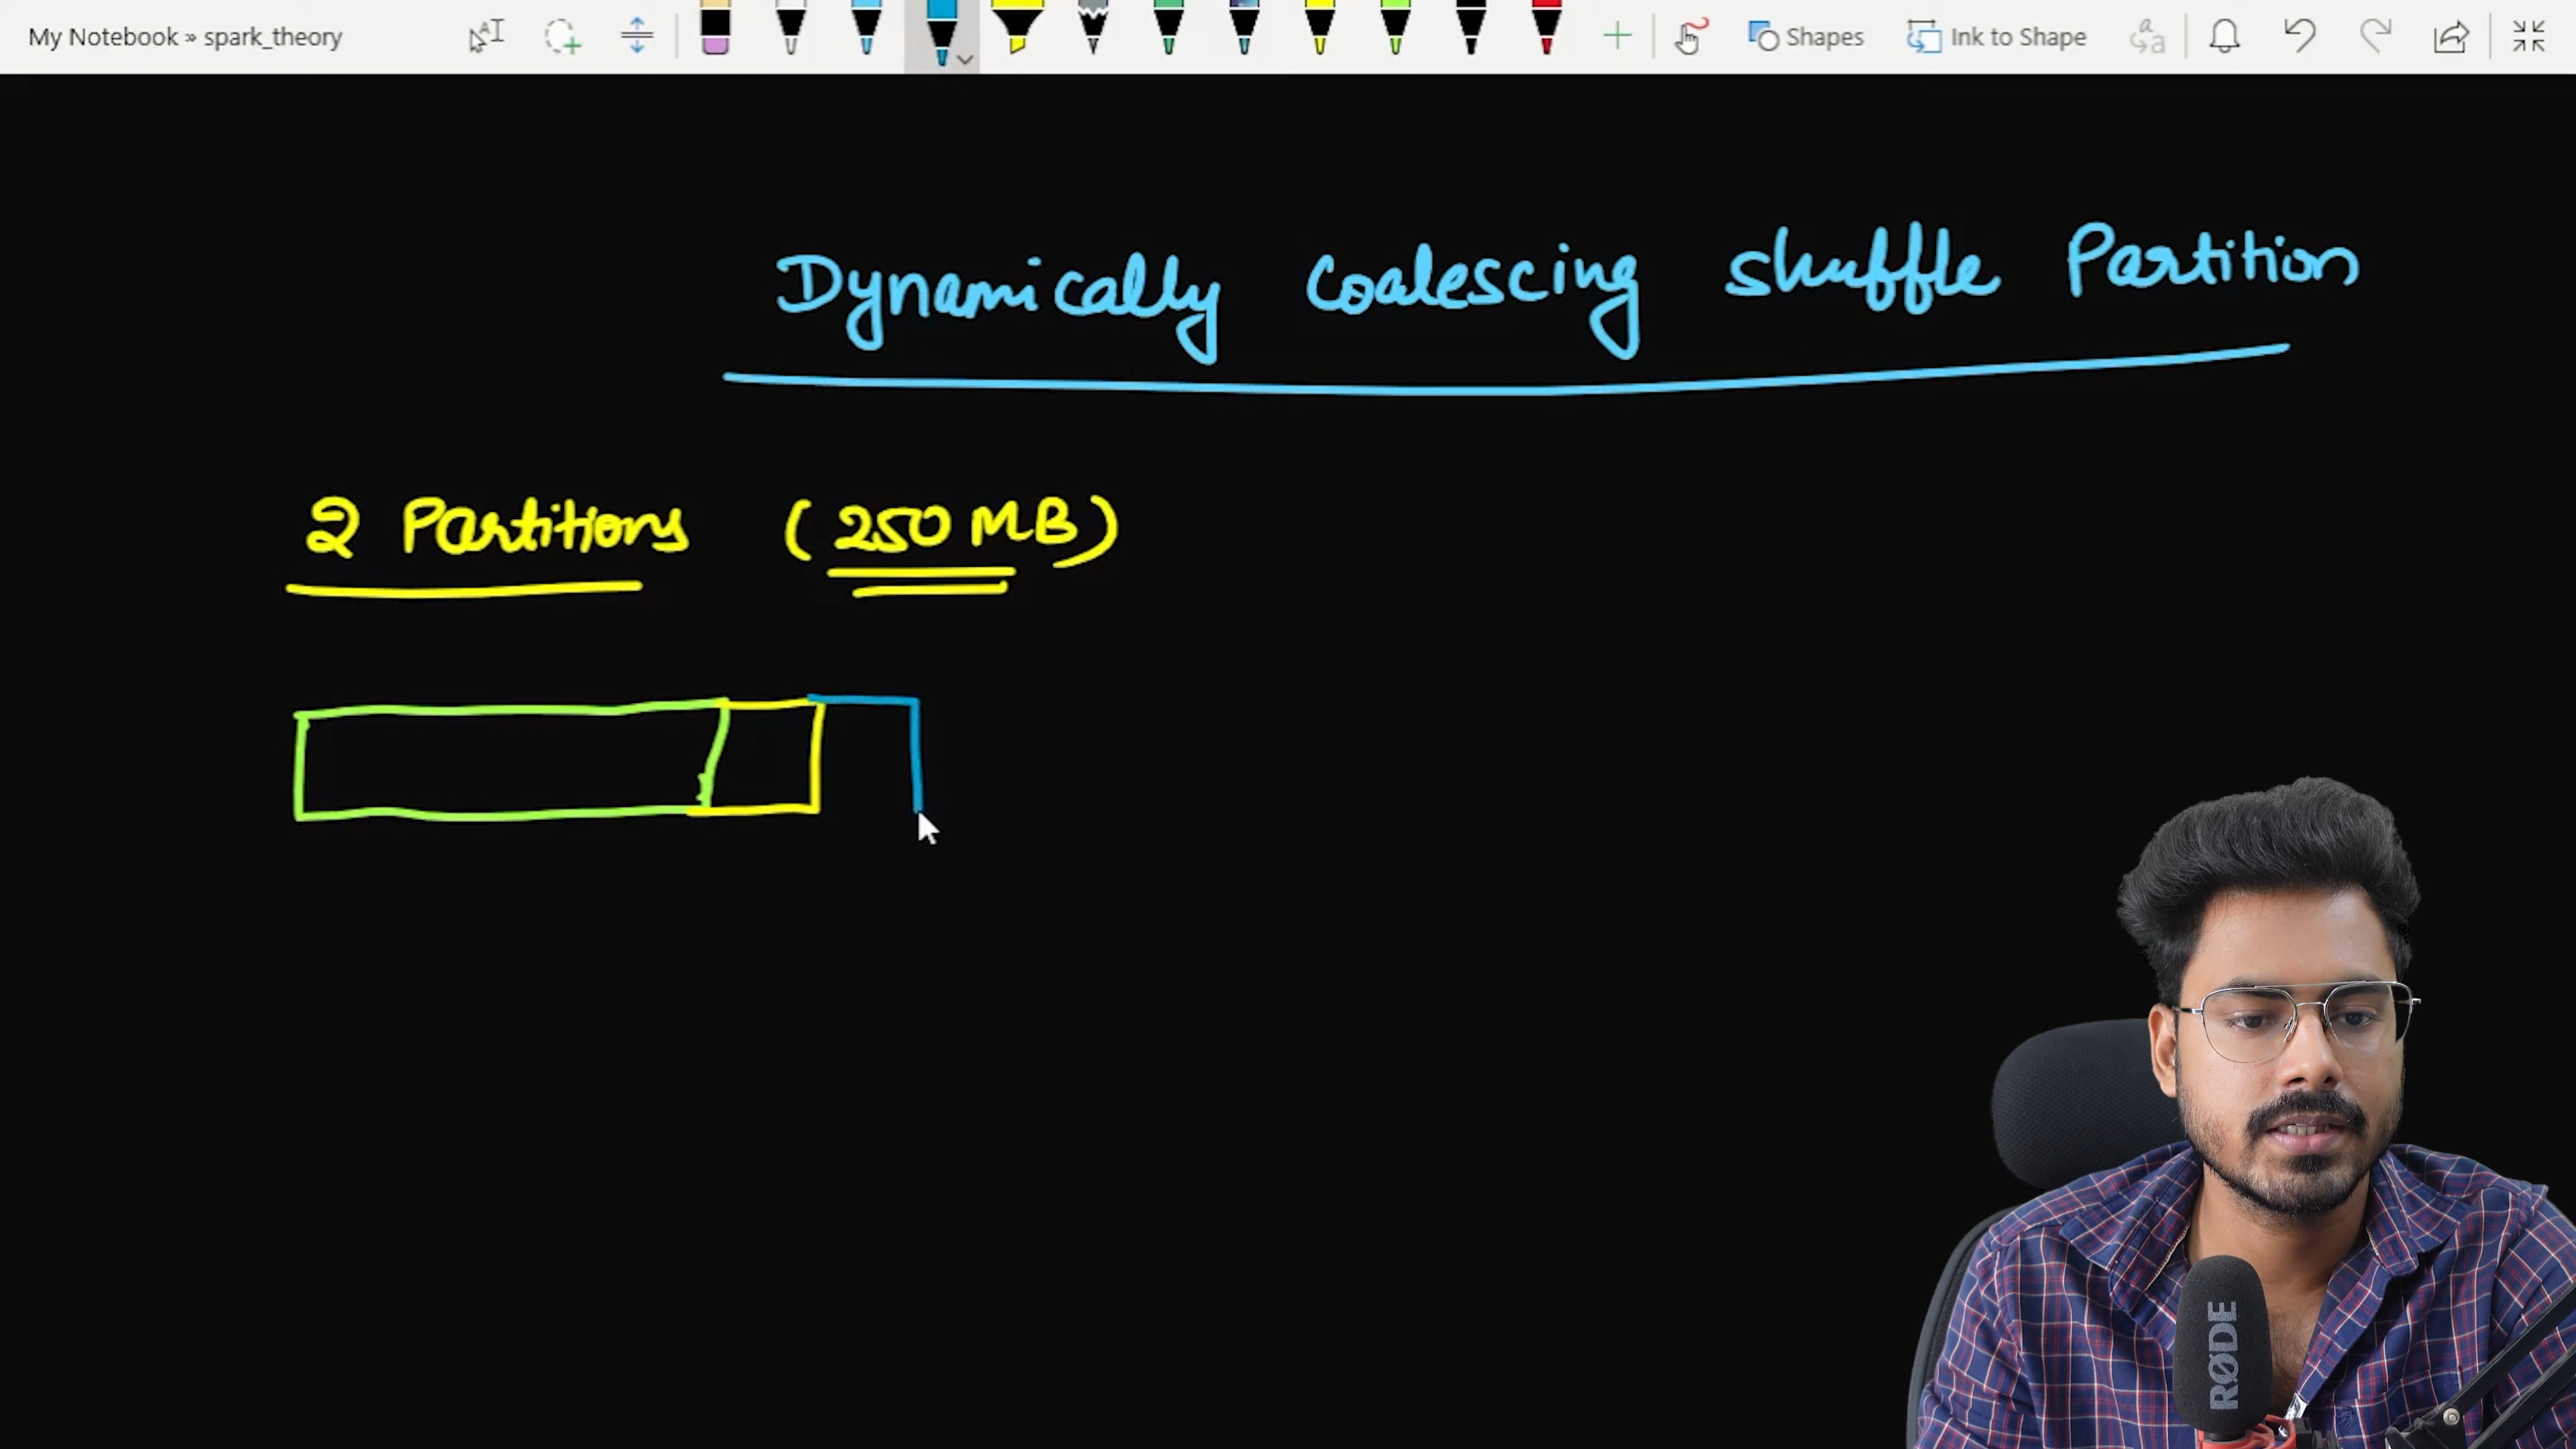 My Notebook » spark_theory
Shapes
Ink to Shape
Dynamically Coalescing shuffle Partition
2 Partitions (250 MB)
RØDE